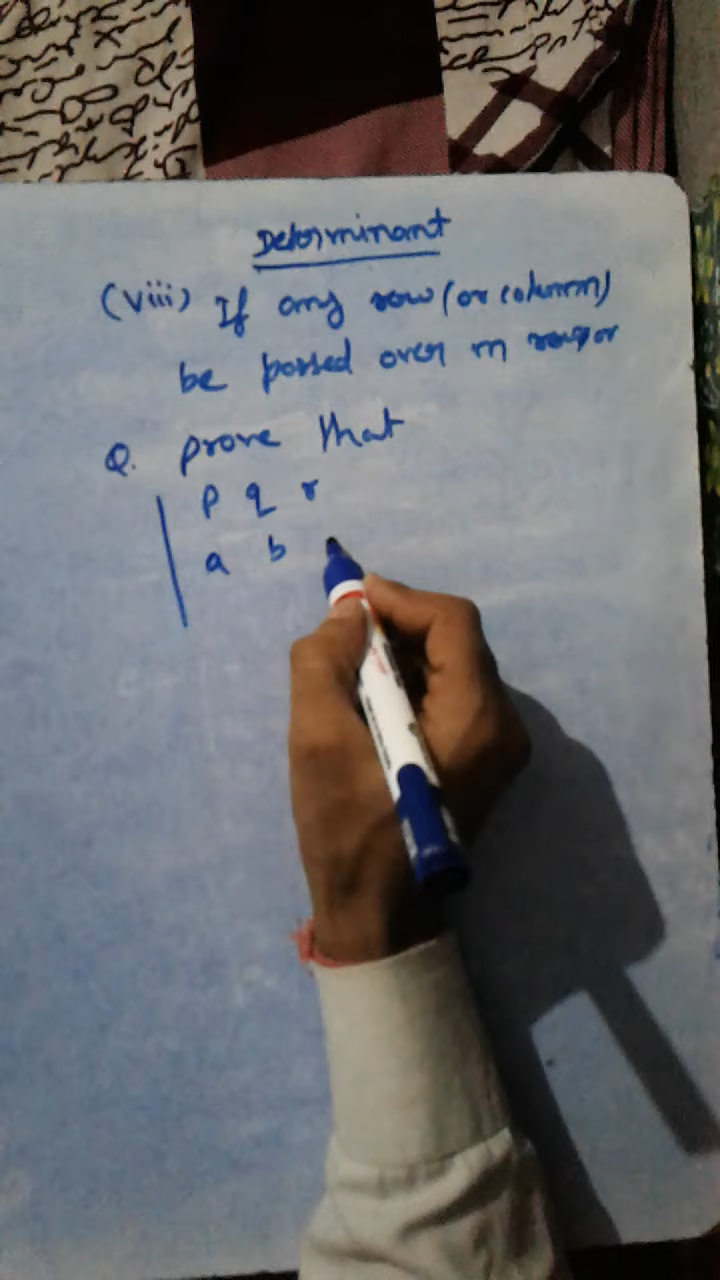 Determinant
(viii) If any row (or column)
be passed over m rows or
Q. prove that
p q r
a b